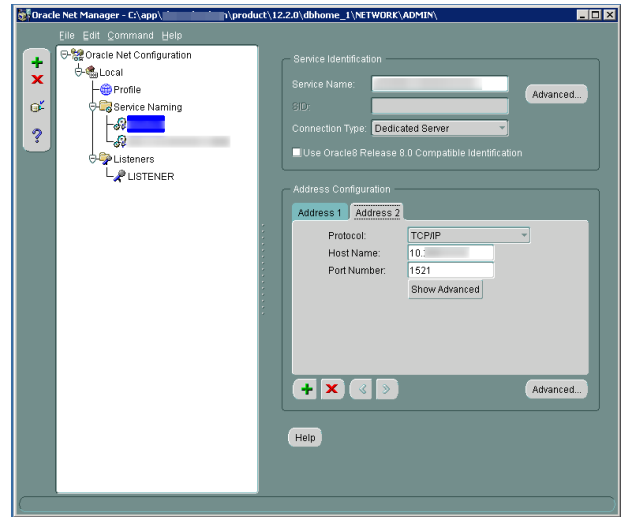 Oracle Net Manager - C:\app\ \product\12.2.0\dbhome_1\NETWORK\ADMIN\
File Edit Command Help
Oracle Net Configuration
Local
Profile
Service Naming
Listeners
LISTENER
Service Identification
Service Name:
Advanced...
SID:
Connection Type: Dedicated Server
Use Oracle8 Release 8.0 Compatible Identification
Address Configuration
Address 1 Address 2
Protocol: TCP/IP
Host Name: 10.
Port Number: 1521
Show Advanced
Advanced...
Help